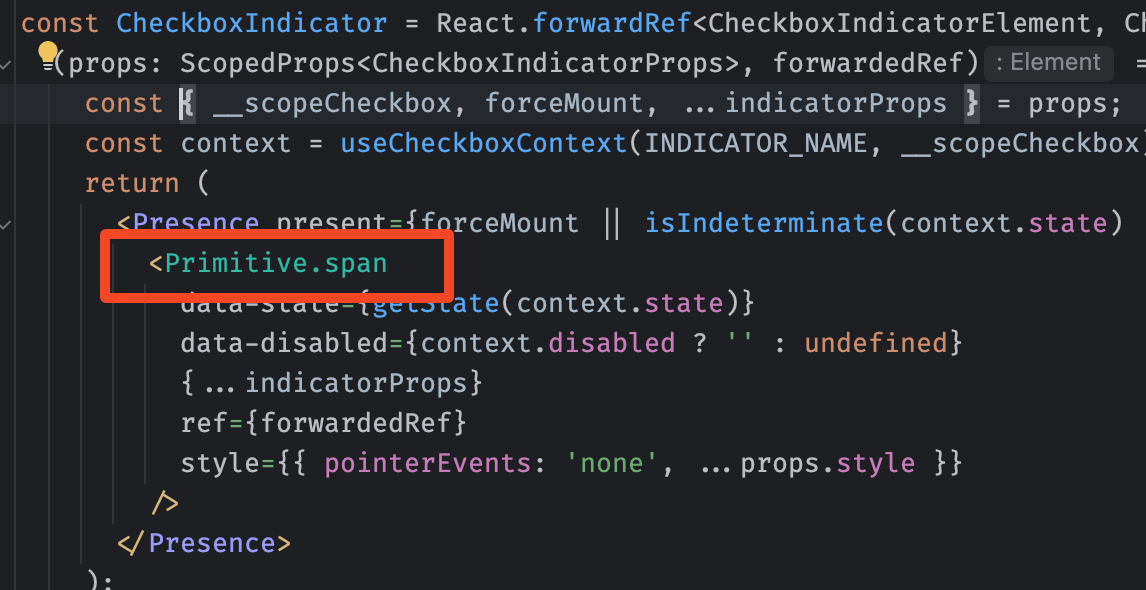 const CheckboxIndicator = React.forwardRef<CheckboxIndicatorElement, Ch
(props: ScopedProps<CheckboxIndicatorProps>, forwardedRef) : Element =
const { __scopeCheckbox, forceMount, ...indicatorProps } = props;
const context = useCheckboxContext(INDICATOR_NAME, __scopeCheckbox)
return (
<Presence present={forceMount || isIndeterminate(context.state)
<Primitive.span
data-state={getState(context.state)}
data-disabled={context.disabled ? '' : undefined}
{...indicatorProps}
ref={forwardedRef}
style={{ pointerEvents: 'none', ...props.style }}
/>
</Presence>
);